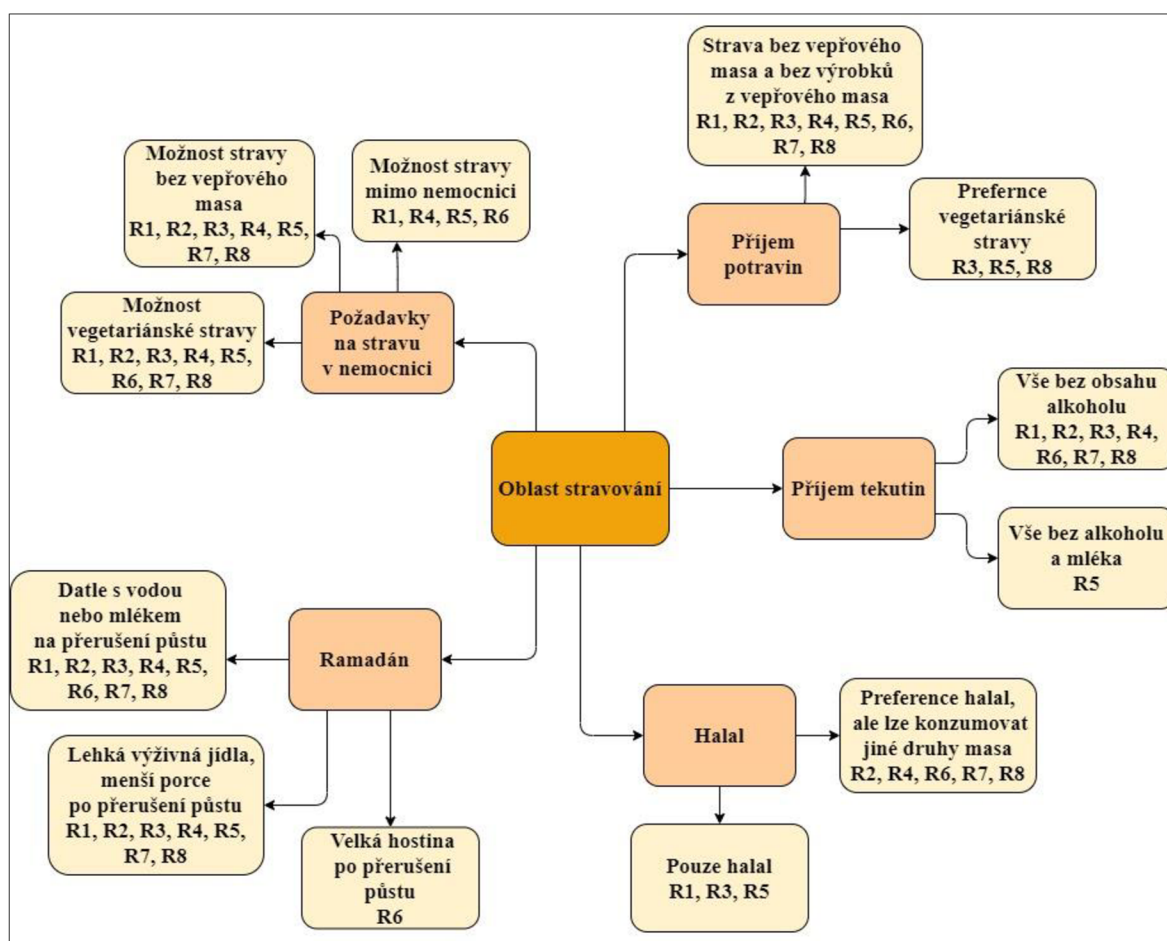 Strava bez vepřového
masa a bez výrobků
z vepřového masa
R1, R2, R3, R4, R5, R6,
R7, R8
Možnost stravy
bez vepřového
masa
R1, R2, R3, R4, R5,
R7, R8
Možnost stravy
mimo nemocnici
R1, R4, R5, R6
Prefernce
vegetariánské
stravy
R3, R5, R8
Příjem
potravin
Možnost
vegetariánské stravy
R1, R2, R3, R4, R5,
R6, R7, R8
Požadavky
na stravu
v nemocnici
Vše bez obsahu
alkoholu
R1, R2, R3, R4,
R6, R7, R8
Oblast stravování
Příjem tekutin
Vše bez alkoholu
a mléka
R5
Datle s vodou
nebo mlékem
na přerušení půstu
R1, R2, R3, R4, R5,
R6, R7, R8
Ramadán
Halal
Preference halal,
ale lze konzumovat
jiné druhy masa
R2, R4, R6, R7, R8
Lehká výživná jídla,
menší porce
po přerušení půstu
R1, R2, R3, R4, R5,
R7, R8
Velká hostina
po přerušení
půstu
R6
Pouze halal
R1, R3, R5